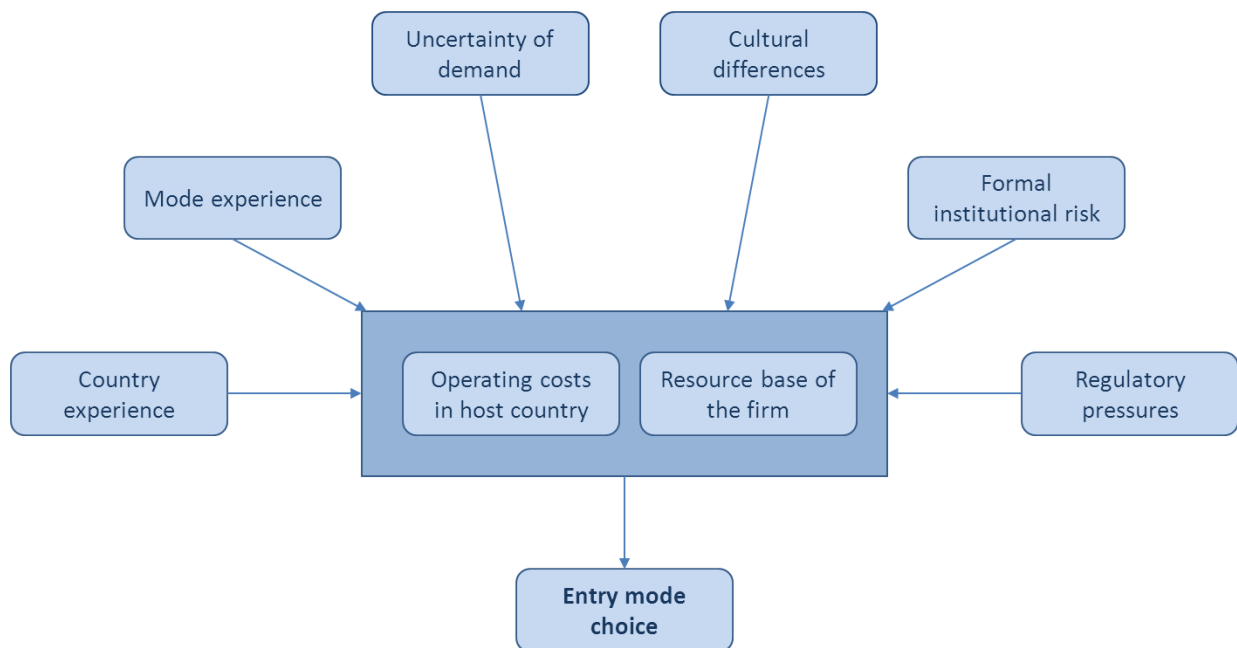 Uncertainty of
demand
Cultural
differences
Mode experience
Formal
institutional risk
Country
experience
Operating costs
in host country
Resource base of
the firm
Regulatory
pressures
Entry mode
choice